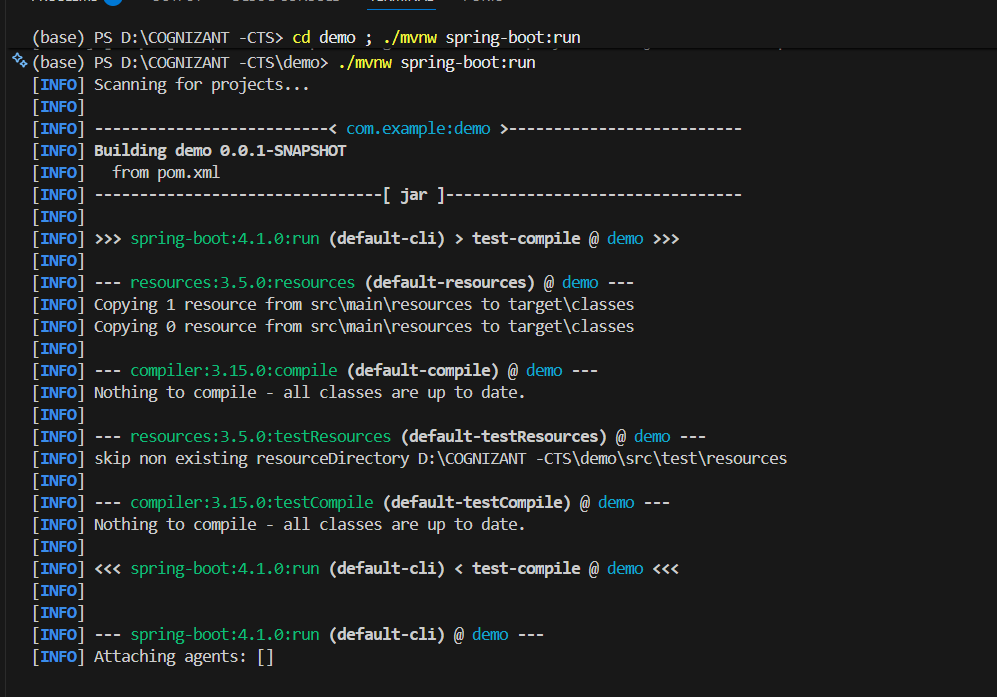 (base) PS D:\COGNIZANT -CTS> cd demo ; ./mvnw spring-boot:run
(base) PS D:\COGNIZANT -CTS\demo> ./mvnw spring-boot:run
[INFO] Scanning for projects...
[INFO]
[INFO] --------------------------< com.example:demo >--------------------------
[INFO] Building demo 0.0.1-SNAPSHOT
[INFO]   from pom.xml
[INFO] --------------------------------[ jar ]---------------------------------
[INFO]
[INFO] >>> spring-boot:4.1.0:run (default-cli) > test-compile @ demo >>>
[INFO]
[INFO] --- resources:3.5.0:resources (default-resources) @ demo ---
[INFO] Copying 1 resource from src\main\resources to target\classes
[INFO] Copying 0 resource from src\main\resources to target\classes
[INFO]
[INFO] --- compiler:3.15.0:compile (default-compile) @ demo ---
[INFO] Nothing to compile - all classes are up to date.
[INFO]
[INFO] --- resources:3.5.0:testResources (default-testResources) @ demo ---
[INFO] skip non existing resourceDirectory D:\COGNIZANT -CTS\demo\src\test\resources
[INFO]
[INFO] --- compiler:3.15.0:testCompile (default-testCompile) @ demo ---
[INFO] Nothing to compile - all classes are up to date.
[INFO]
[INFO] <<< spring-boot:4.1.0:run (default-cli) < test-compile @ demo <<<
[INFO]
[INFO]
[INFO] --- spring-boot:4.1.0:run (default-cli) @ demo ---
[INFO] Attaching agents: []